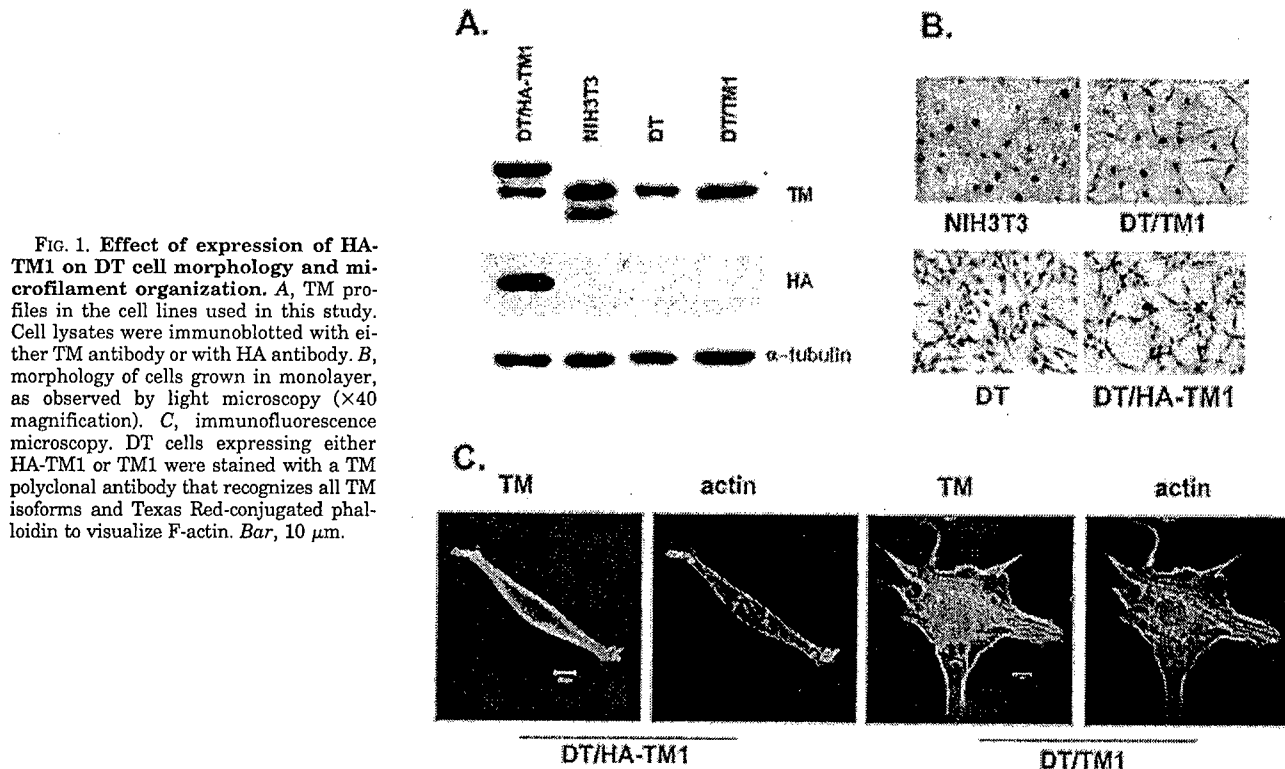 FIG. 1. Effect of expression of HA-
TM1 on DT cell morphology and mi-
crofilament organization. A, TM pro-
files in the cell lines used in this study.
Cell lysates were immunoblotted with ei-
ther TM antibody or with HA antibody. B,
morphology of cells grown in monolayer,
as observed by light microscopy (×40
magnification). C, immunofluorescence
microscopy. DT cells expressing either
HA-TM1 or TM1 were stained with a TM
polyclonal antibody that recognizes all TM
isoforms and Texas Red-conjugated phal-
loidin to visualize F-actin. Bar, 10 μm.
A.
DT/HA-TM1
NIH3T3
DT
DT/TM1
TM
HA
α-tubulin
B.
NIH3T3
DT/TM1
DT
DT/HA-TM1
C.
TM
actin
TM
actin
DT/HA-TM1
DT/TM1